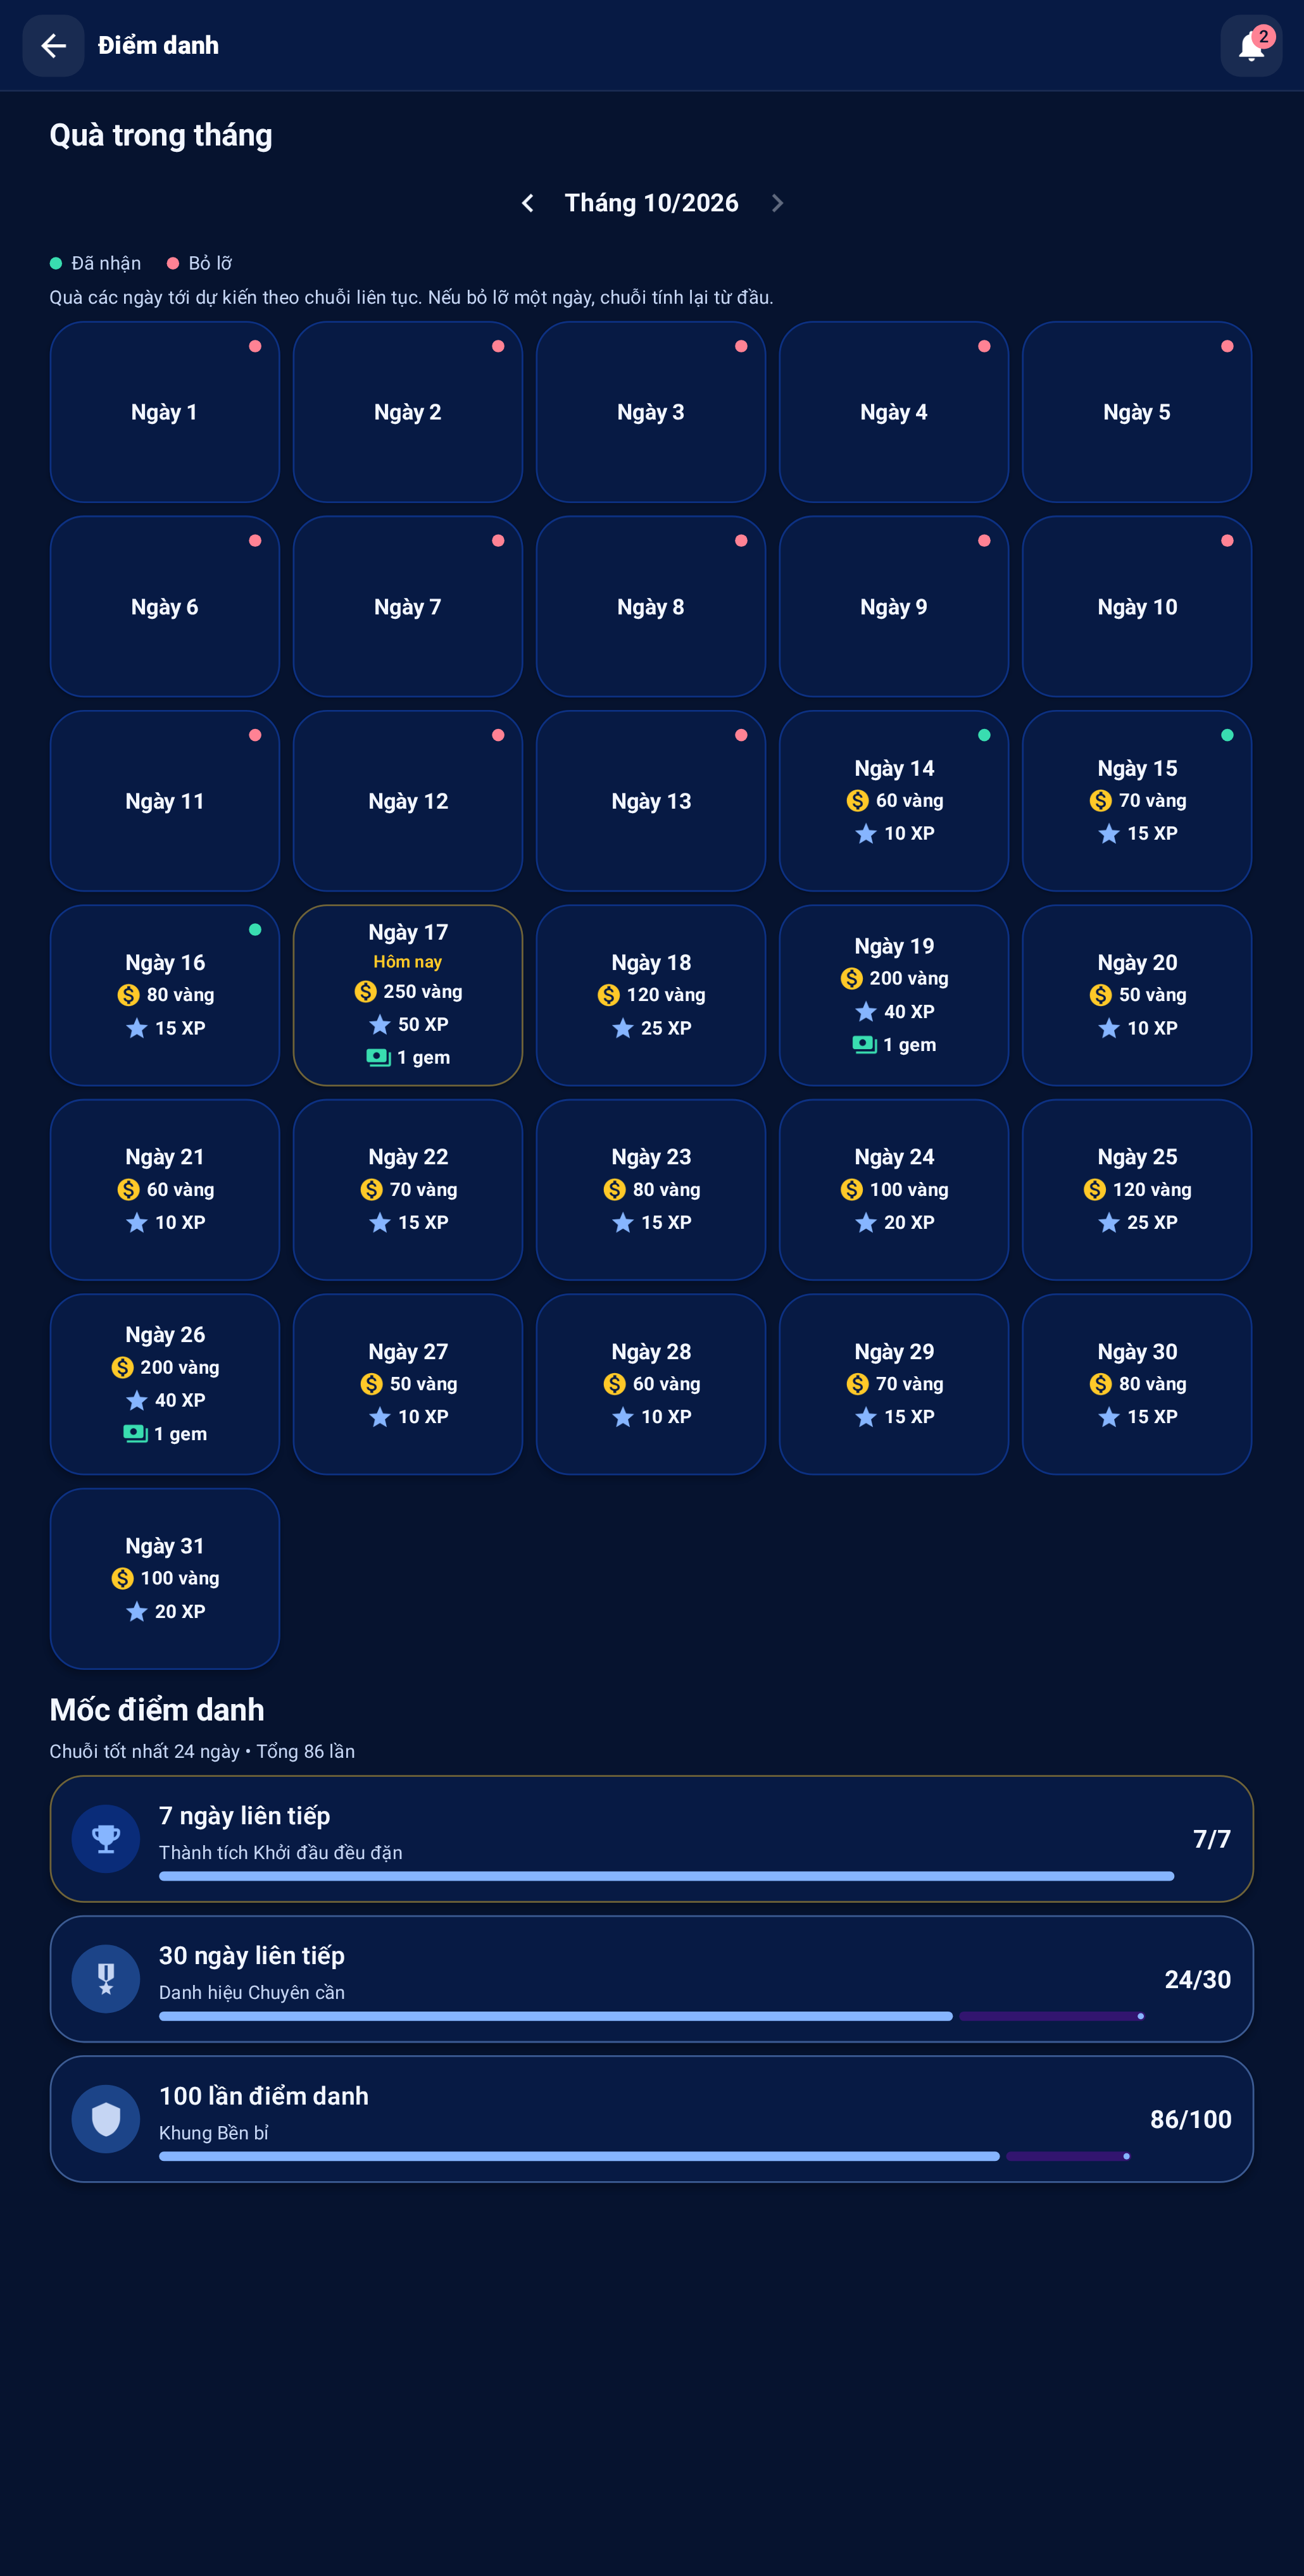 Điểm danh
2
Quà trong tháng
Tháng 10/2026
Đã nhận
Bỏ lỡ
Quà các ngày tới dự kiến theo chuỗi liên tục. Nếu bỏ lỡ một ngày, chuỗi tính lại từ đầu.
Ngày 1
Ngày 2
Ngày 3
Ngày 4
Ngày 5
Ngày 6
Ngày 7
Ngày 8
Ngày 9
Ngày 10
Ngày 11
Ngày 12
Ngày 13
Ngày 14
60 vàng
10 XP
Ngày 15
70 vàng
15 XP
Ngày 16
80 vàng
15 XP
Ngày 17
Hôm nay
250 vàng
50 XP
1 gem
Ngày 18
120 vàng
25 XP
Ngày 19
200 vàng
40 XP
1 gem
Ngày 20
50 vàng
10 XP
Ngày 21
60 vàng
10 XP
Ngày 22
70 vàng
15 XP
Ngày 23
80 vàng
15 XP
Ngày 24
100 vàng
20 XP
Ngày 25
120 vàng
25 XP
Ngày 26
200 vàng
40 XP
1 gem
Ngày 27
50 vàng
10 XP
Ngày 28
60 vàng
10 XP
Ngày 29
70 vàng
15 XP
Ngày 30
80 vàng
15 XP
Ngày 31
100 vàng
20 XP
Mốc điểm danh
Chuỗi tốt nhất 24 ngày • Tổng 86 lần
7 ngày liên tiếp
Thành tích Khởi đầu đều đặn
7/7
30 ngày liên tiếp
Danh hiệu Chuyên cần
24/30
100 lần điểm danh
Khung Bền bỉ
86/100